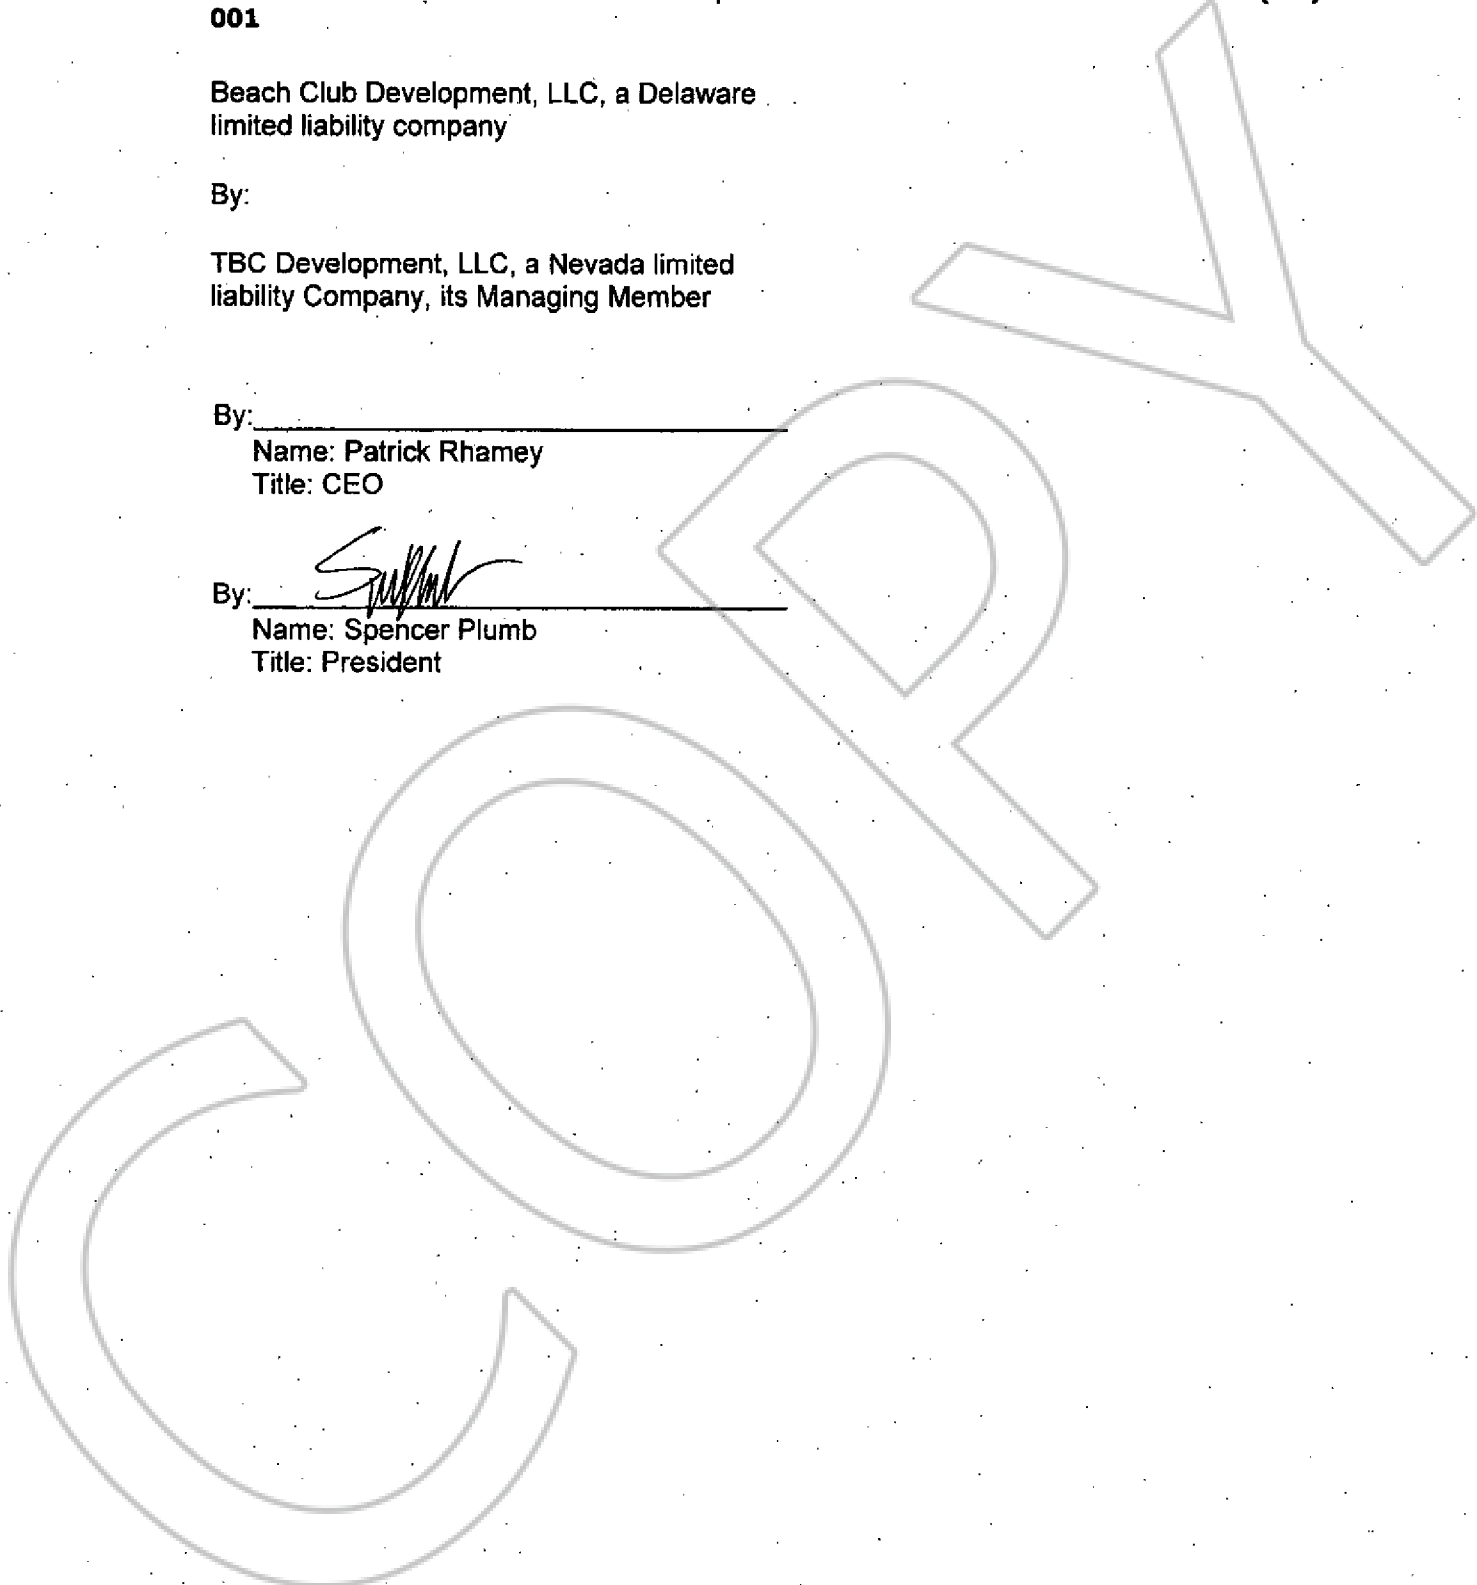 001
Beach Club Development, LLC, a Delaware
limited liability company
By:
TBC Development, LLC, a Nevada limited
liability Company, its Managing Member
By:
Name: Patrick Rhamey
Title: CEO
By:
Name: Spencer Plumb
Title: President
COPY